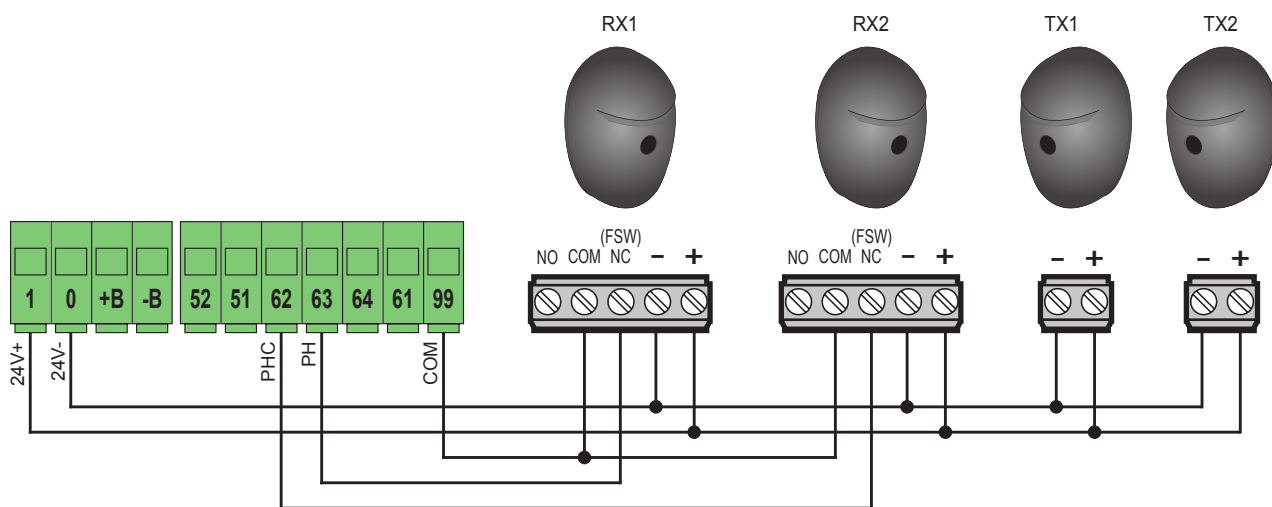 RX1 RX2 TX1 TX2
(FSW) (FSW)
NO COM NC − + NO COM NC − + − + − +
1 0 +B -B 52 51 62 63 64 61 99
24V+ 24V- PHC PH COM